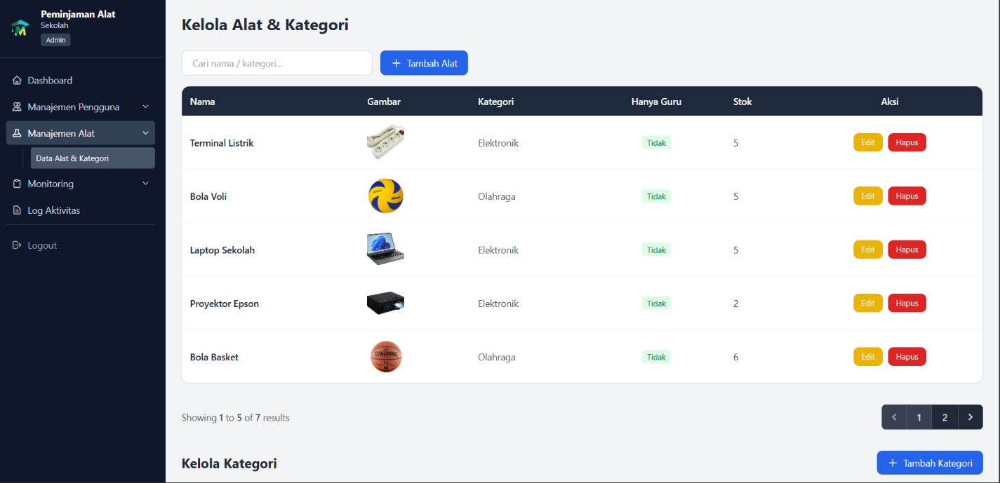 Peminjaman Alat
Sekolah
Admin
Dashboard
Manajemen Pengguna
Manajemen Alat
Data Alat & Kategori
Monitoring
Log Aktivitas
Logout
Kelola Alat & Kategori
Cari nama / kategori...
+ Tambah Alat
Nama Gambar Kategori Hanya Guru Stok Aksi
Terminal Listrik Elektronik Tidak 5 Edit Hapus
Bola Voli Olahraga Tidak 5 Edit Hapus
Laptop Sekolah Elektronik Tidak 5 Edit Hapus
Proyektor Epson Elektronik Tidak 2 Edit Hapus
Bola Basket SPALDING Olahraga Tidak 6 Edit Hapus
Showing 1 to 5 of 7 results
< 1 2 >
Kelola Kategori
+ Tambah Kategori